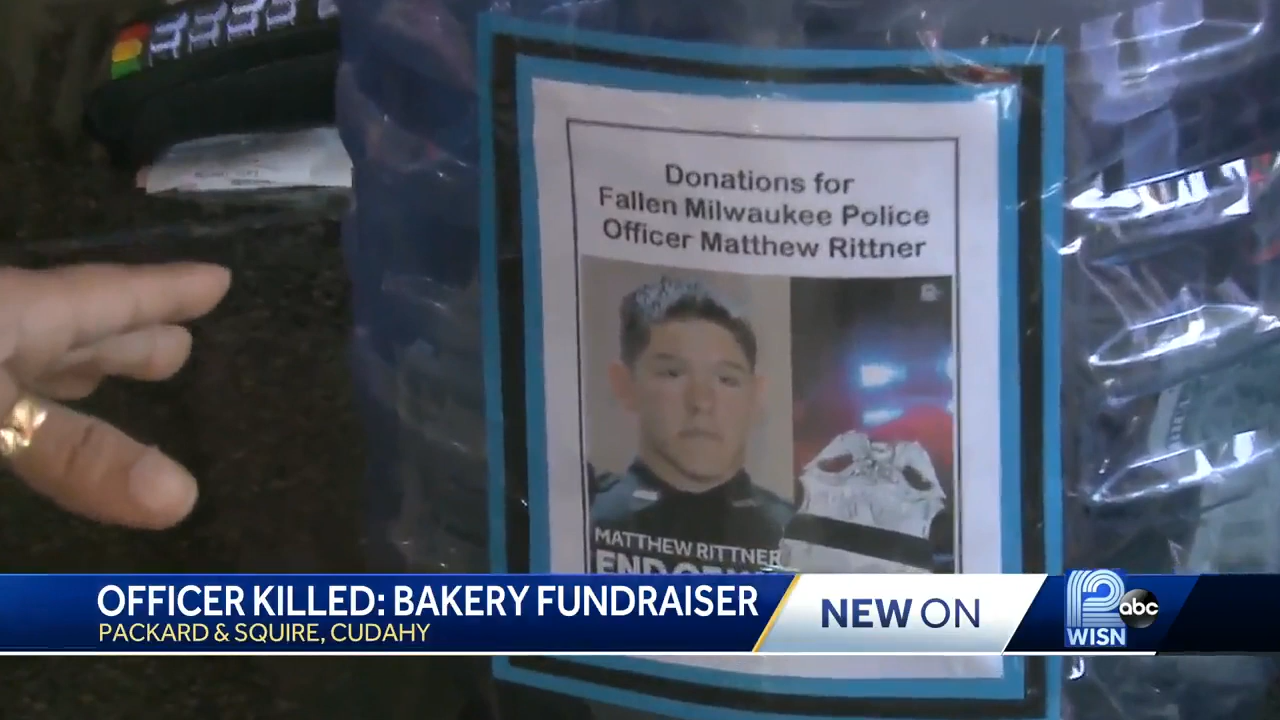 Donations for
Fallen Milwaukee Police
Officer Matthew Rittner
MATTHEW RITTNER
OFFICER KILLED: BAKERY FUNDRAISER
PACKARD & SQUIRE, CUDAHY
NEW ON
12
abc
WISN